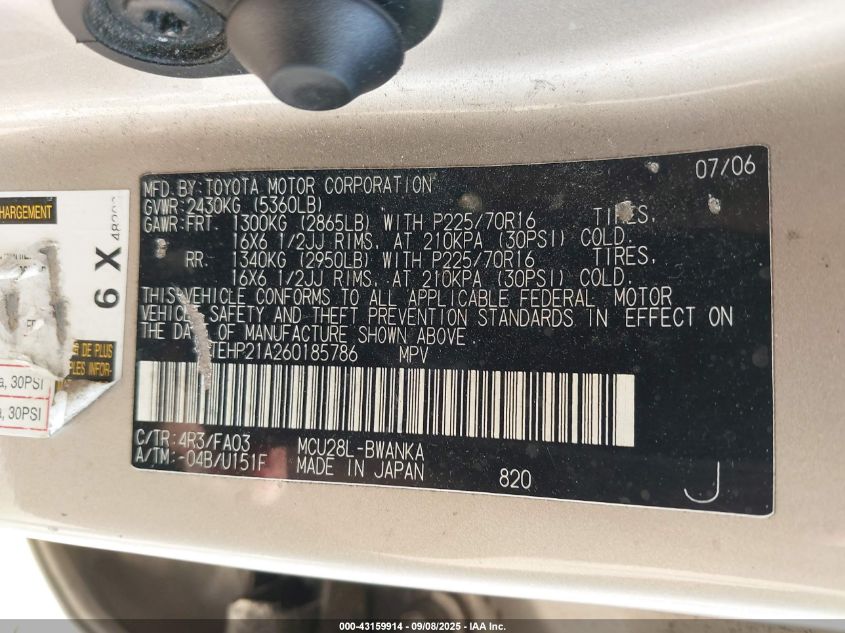 07/06
MFD. BY: TOYOTA MOTOR CORPORATION
GVWR: 2430KG (5360LB)
GAWR: FRT. 1300KG (2865LB) WITH P225/70R16 TIRES,
16X6 1/2JJ RIMS, AT 210KPA (30PSI) COLD.
RR. 1340KG (2950LB) WITH P225/70R16 TIRES,
16X6 1/2JJ RIMS, AT 210KPA (30PSI) COLD.
THIS VEHICLE CONFORMS TO ALL APPLICABLE FEDERAL MOTOR
VEHICLE SAFETY AND THEFT PREVENTION STANDARDS IN EFFECT ON
THE DATE OF MANUFACTURE SHOWN ABOVE
TEHP21A260185786 MPV
C/TR: 4R3/FA03 MCU28L-BWANKA
A/TM: -04B/U151F MADE IN JAPAN 820
J
HARGEMENT
6 X
DE PLUS
PLES INFOR-
a, 30PSI
a, 30PSI
000-43159914 - 09/08/2025 - IAA Inc.